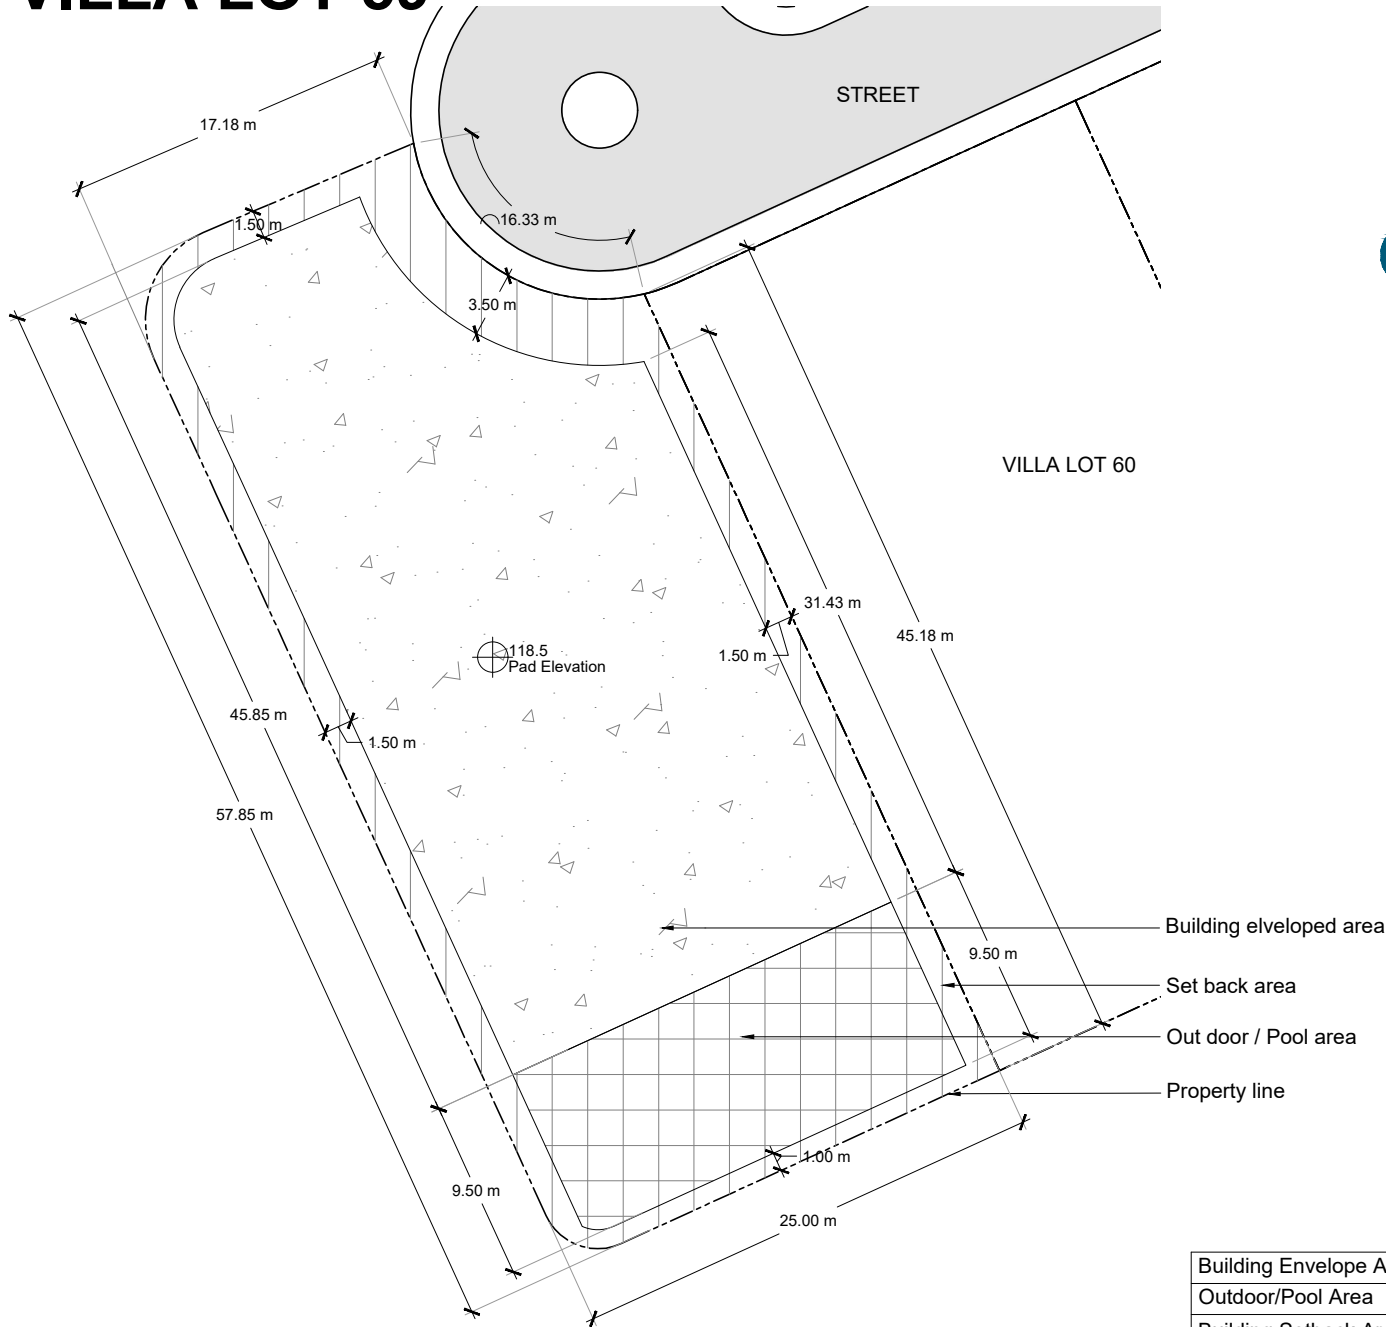 VILLA LOT
STREET
17.18 m
1.50 m
16.33 m
3.50 m
VILLA LOT 60
31.43 m
45.18 m
118.5
Pad Elevation
1.50 m
45.85 m
1.50 m
57.85 m
Building elveloped area
9.50 m
Set back area
Out door / Pool area
Property line
1.00 m
9.50 m
25.00 m
Building Envelope A
Outdoor/Pool Area